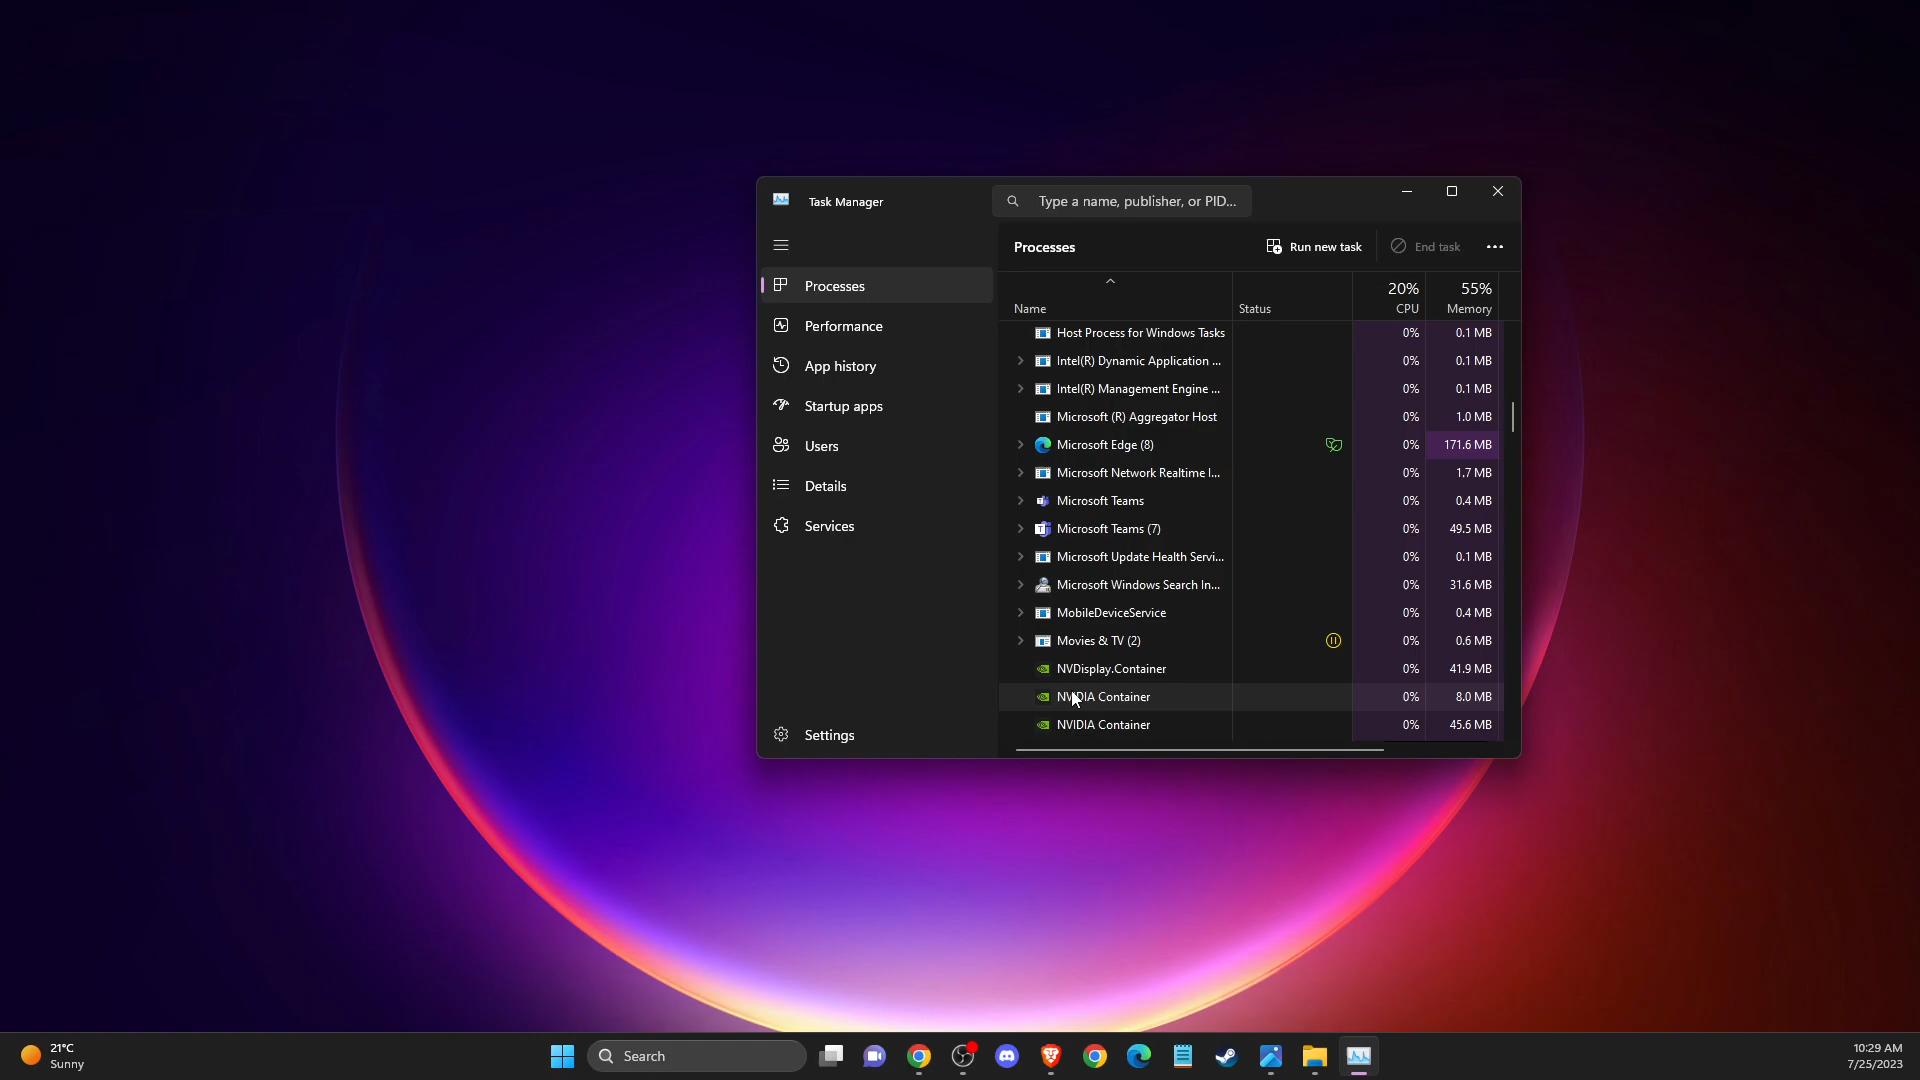 Task Manager
Type a name, publisher, or PID...
Processes
Run new task
End task
Processes
Performance
App history
Startup apps
Users
Details
Services
Settings
20% 55%
Name Status CPU Memory
Host Process for Windows Tasks 0% 0.1 MB
Intel(R) Dynamic Application ... 0% 0.1 MB
Intel(R) Management Engine ... 0% 0.1 MB
Microsoft (R) Aggregator Host 0% 1.0 MB
Microsoft Edge (8) 0% 171.6 MB
Microsoft Network Realtime I... 0% 1.7 MB
Microsoft Teams 0% 0.4 MB
Microsoft Teams (7) 0% 49.5 MB
Microsoft Update Health Servi... 0% 0.1 MB
Microsoft Windows Search In... 0% 31.6 MB
MobileDeviceService 0% 0.4 MB
Movies & TV (2) 0% 0.6 MB
NVDisplay.Container 0% 41.9 MB
NVIDIA Container 0% 8.0 MB
NVIDIA Container 0% 45.6 MB
21°C
Sunny
Search
10:29 AM
7/25/2023